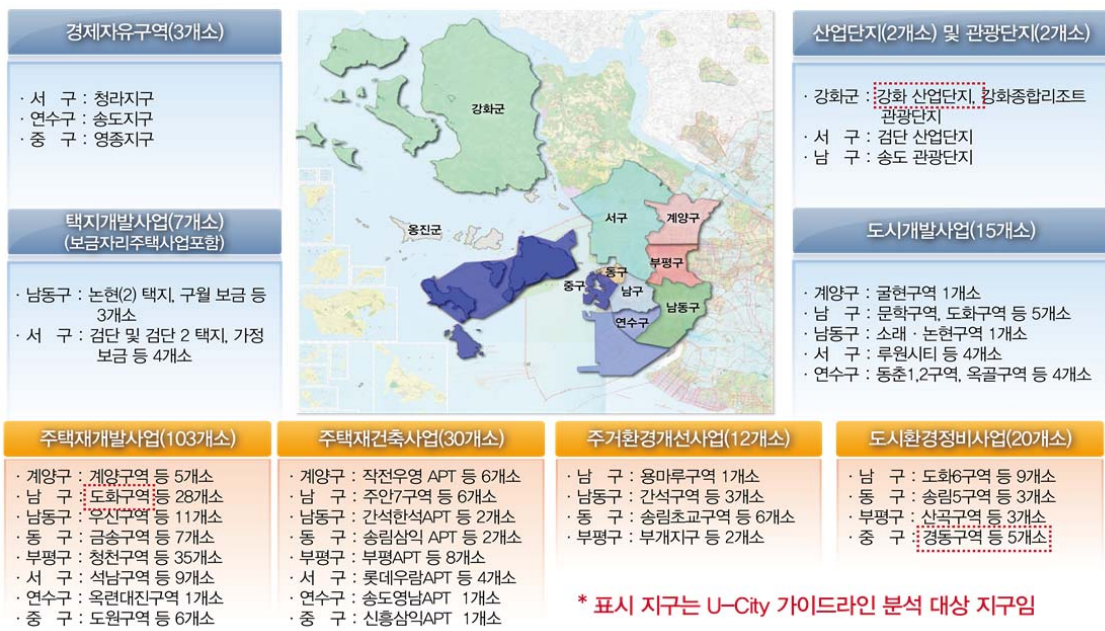 경제자유구역(3개소)
· 서 구 : 청라지구
· 연수구 : 송도지구
· 중 구 : 영종지구
택지개발사업(7개소)
(보금자리주택사업포함)
· 남동구 : 논현(2) 택지, 구월 보금 등
3개소
· 서 구 : 검단 및 검단 2 택지, 가정
보금 등 4개소
강화군
옹진군
서구
계양구
부평구
동구
중구
남구
남동구
연수구
산업단지(2개소) 및 관광단지(2개소)
· 강화군 : 강화 산업단지, 강화종합리조트
관광단지
· 서 구 : 검단 산업단지
· 남 구 : 송도 관광단지
도시개발사업(15개소)
· 계양구 : 굴현구역 1개소
· 남 구 : 문학구역, 도화구역 등 5개소
· 남동구 : 소래 · 논현구역 1개소
· 서 구 : 루원시티 등 4개소
· 연수구 : 동춘1,2구역, 옥골구역 등 4개소
주택재개발사업(103개소)
· 계양구 : 계양구역 등 5개소
· 남 구 : 도화구역 등 28개소
· 남동구 : 우신구역 등 11개소
· 동 구 : 금송구역 등 7개소
· 부평구 : 청천구역 등 35개소
· 서 구 : 석남구역 등 9개소
· 연수구 : 옥련대진구역 1개소
· 중 구 : 도원구역 등 6개소
주택재건축사업(30개소)
· 계양구 : 작전우영 APT 등 6개소
· 남 구 : 주안7구역 등 6개소
· 남동구 : 간석한석APT 등 2개소
· 동 구 : 송림삼익 APT 등 2개소
· 부평구 : 부평APT 등 8개소
· 서 구 : 롯데우람APT 등 4개소
· 연수구 : 송도영남APT 1개소
· 중 구 : 신흥삼익APT 1개소
주거환경개선사업(12개소)
· 남 구 : 용마루구역 1개소
· 남동구 : 간석구역 등 3개소
· 동 구 : 송림초교구역 등 6개소
· 부평구 : 부개지구 등 2개소
도시환경정비사업(20개소)
· 남 구 : 도화6구역 등 9개소
· 동 구 : 송림5구역 등 3개소
· 부평구 : 산곡구역 등 3개소
· 중 구 : 경동구역 등 5개소
* 표시 지구는 U-City 가이드라인 분석 대상 지구임